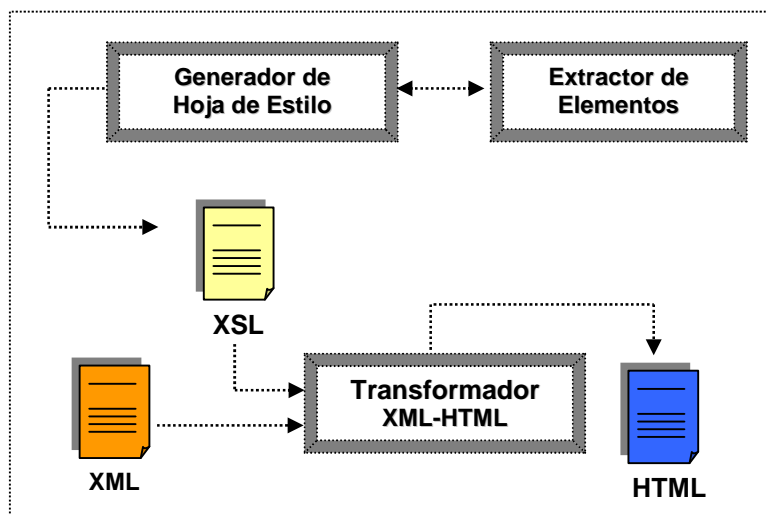 Generador de
Hoja de Estilo
Extractor de
Elementos
XSL
Transformador
XML-HTML
XML
HTML